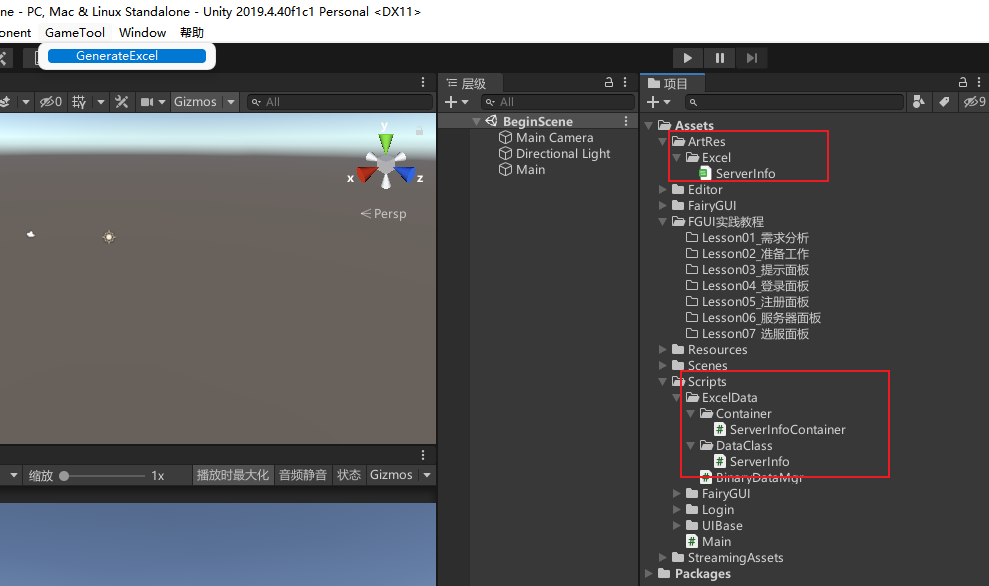 ne - PC, Mac & Linux Standalone - Unity 2019.4.40f1c1 Personal <DX11>
onent GameTool Window 帮助
GenerateExcel
0 Gizmos All
y
x
z
Persp
层级
All
BeginScene
Main Camera
Directional Light
Main
项目
9
Assets
ArtRes
Excel
ServerInfo
Editor
FairyGUI
FGUI实践教程
Lesson01_需求分析
Lesson02_准备工作
Lesson03_提示面板
Lesson04_登录面板
Lesson05_注册面板
Lesson06_服务器面板
Lesson07 选服面板
Resources
Scenes
Scripts
ExcelData
Container
ServerInfoContainer
DataClass
ServerInfo
BinaryDataMgr
FairyGUI
Login
UIBase
Main
StreamingAssets
Packages
缩放 1x 播放时最大化 音频静音 状态 Gizmos